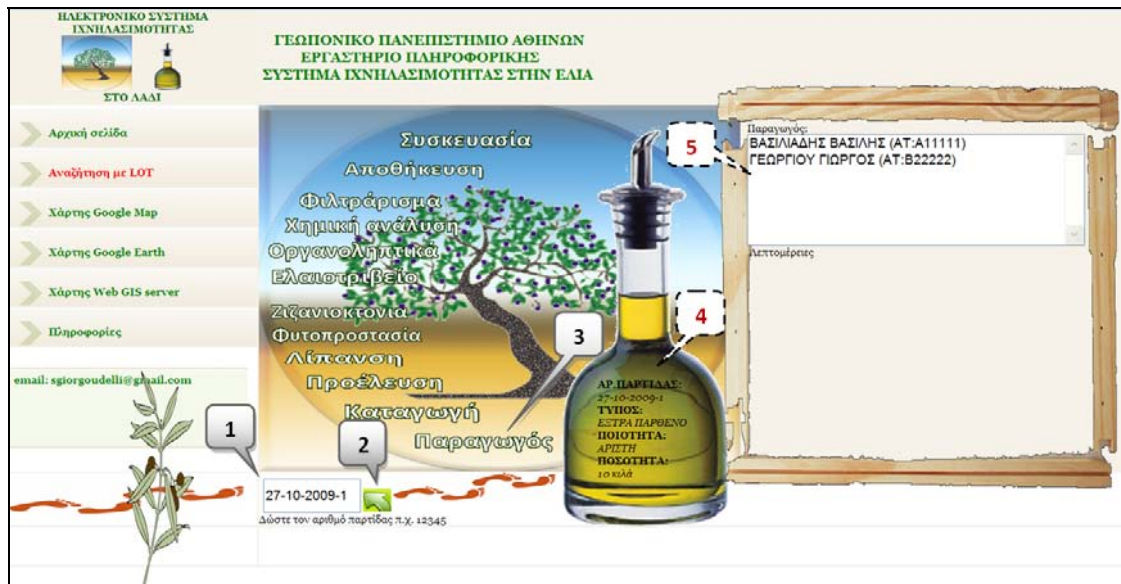 ΗΛΕΚΤΡΟΝΙΚΟ ΣΥΣΤΗΜΑ
ΙΧΝΗΛΑΣΙΜΟΤΗΤΑΣ
ΣΤΟ ΛΑΔΙ
ΓΕΩΠΟΝΙΚΟ ΠΑΝΕΠΙΣΤΗΜΙΟ ΑΘΗΝΩΝ
ΕΡΓΑΣΤΗΡΙΟ ΠΛΗΡΟΦΟΡΙΚΗΣ
ΣΥΣΤΗΜΑ ΙΧΝΗΛΑΣΙΜΟΤΗΤΑΣ ΣΤΗΝ ΕΛΙΑ
Αρχική σελίδα
Αναζήτηση με LOT
Χάρτης Google Map
Χάρτης Google Earth
Χάρτης Web GIS server
Πληροφορίες
email: sgiorgoudelli@gmail.com
Συσκευασία
Αποθήκευση
Φιλτράρισμα
Χημική ανάλυση
Οργανοληπτικά
Ελαιοτριβείο
Ζιζανιοκτονία
Φυτοπροστασία
Λίπανση
Προέλευση
Καταγωγή
Παραγωγός
1
2
3
4
5
27-10-2009-1
Δώστε τον αριθμό παρτίδας π.χ. 12345
ΑΡ.ΠΑΡΤΙΔΑΣ:
27-10-2009-1
ΤΥΠΟΣ:
ΕΞΤΡΑ ΠΑΡΘΕΝΟ
ΠΟΙΟΤΗΤΑ:
ΑΡΙΣΤΗ
ΠΟΣΟΤΗΤΑ:
10 κιλά
Παραγωγός:
ΒΑΣΙΛΙΑΔΗΣ ΒΑΣΙΛΗΣ (ΑΤ:Α11111)
ΓΕΩΡΓΙΟΥ ΓΙΩΡΓΟΣ (ΑΤ:Β22222)
Λεπτομέρειες